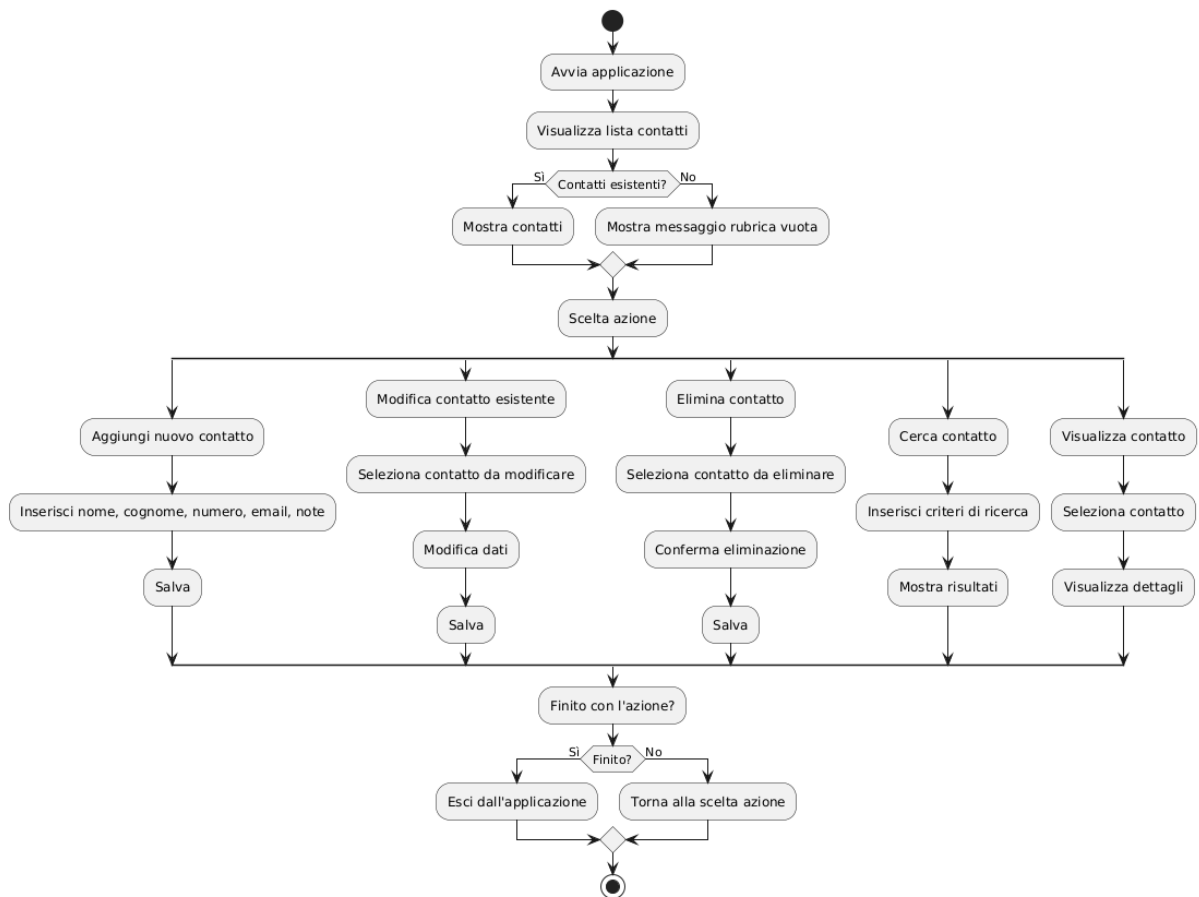 Avvia applicazione
Visualizza lista contatti
Sì
Contatti esistenti?
No
Mostra contatti
Mostra messaggio rubrica vuota
Scelta azione
Aggiungi nuovo contatto
Inserisci nome, cognome, numero, email, note
Salva
Modifica contatto esistente
Seleziona contatto da modificare
Modifica dati
Salva
Elimina contatto
Seleziona contatto da eliminare
Conferma eliminazione
Salva
Cerca contatto
Inserisci criteri di ricerca
Mostra risultati
Visualizza contatto
Seleziona contatto
Visualizza dettagli
Finito con l'azione?
Sì
Finito?
No
Esci dall'applicazione
Torna alla scelta azione